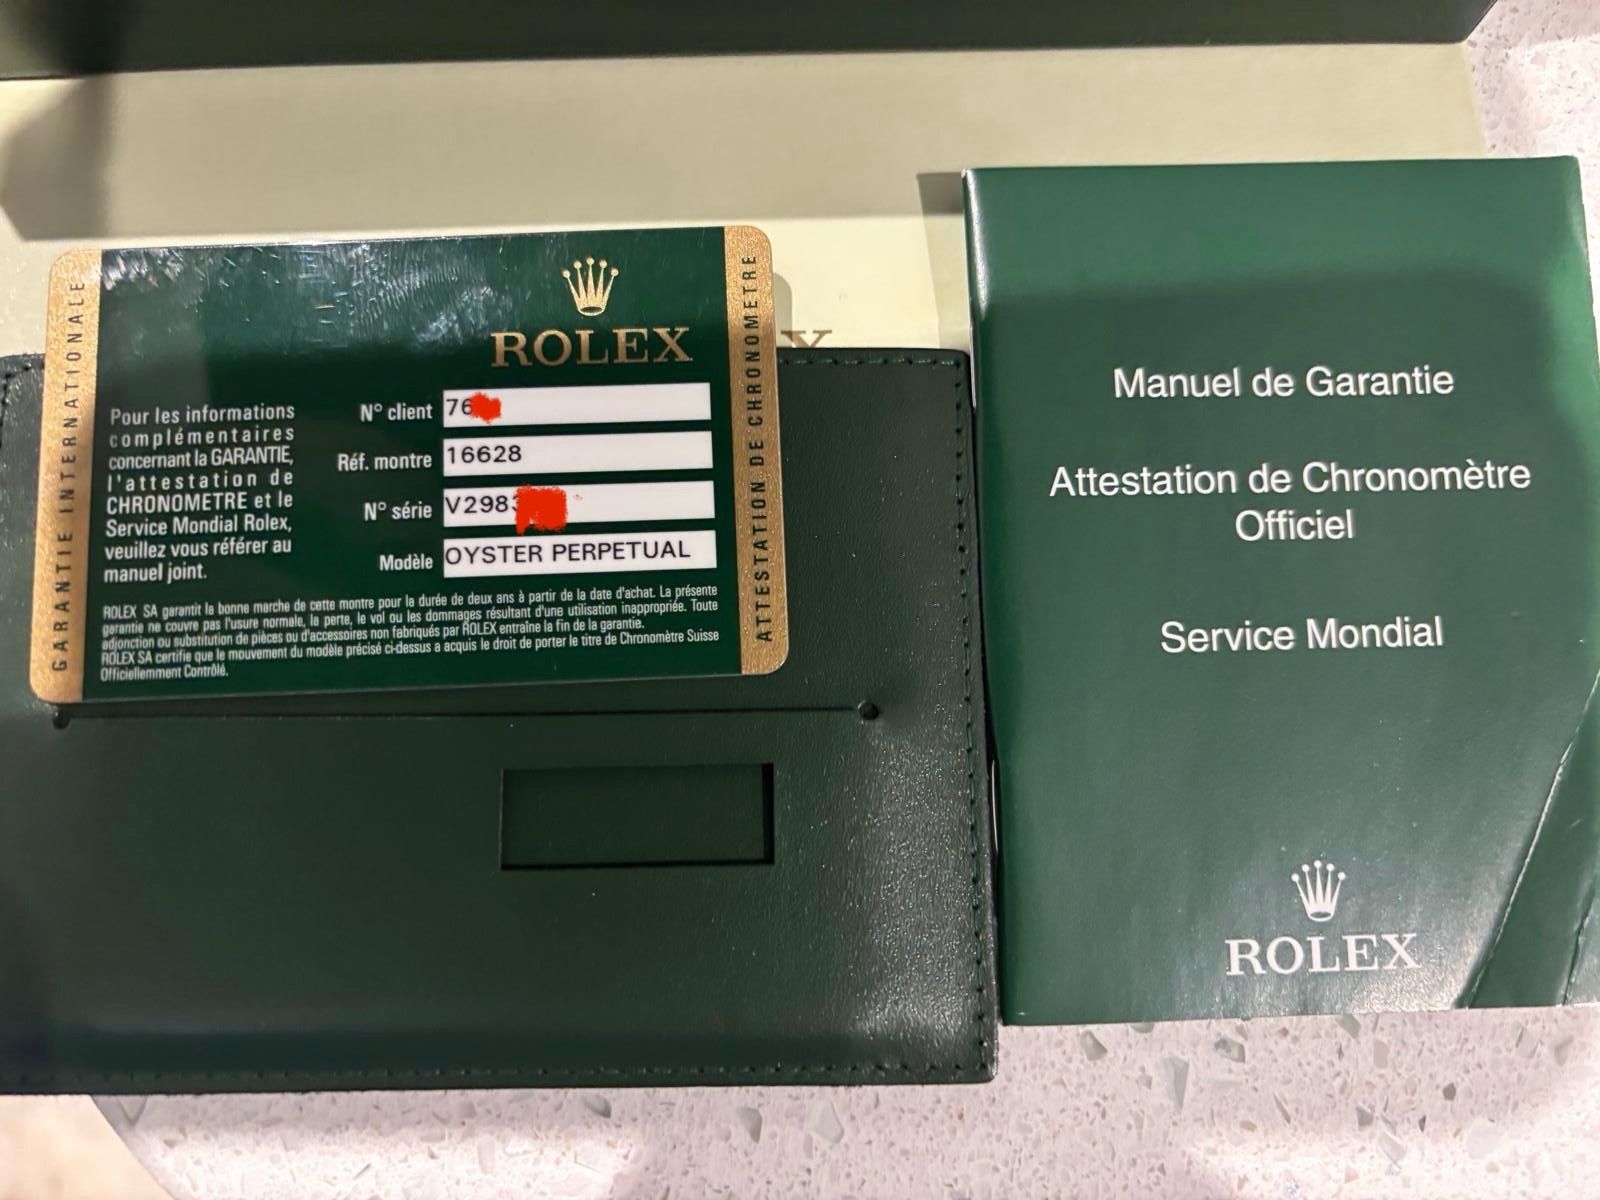 GARANTIE INTERNATIONALE
ROLEX
Pour les informations
complémentaires
concernant la GARANTIE,
l'attestation de
CHRONOMETRE et le
Service Mondial Rolex,
veuillez vous référer au
manuel joint.
N° client 76
Réf. montre 16628
N° série V298
Modèle OYSTER PERPETUAL
ROLEX SA garantit la bonne marche de cette montre pour la durée de deux ans à partir de la date d'achat. La présente
garantie ne couvre pas l'usure normale, la perte, le vol ou les dommages résultant d'une utilisation inappropriée. Toute
adjonction ou substitution de pièces ou d'accessoires non fabriqués par ROLEX entraîne la fin de la garantie.
ROLEX SA certifie que le mouvement du modèle précisé ci-dessus a acquis le droit de porter le titre de Chronomètre Suisse
Officiellement Contrôlé.
ATTESTATION DE CHRONOMETRE
X
Manuel de Garantie
Attestation de Chronomètre
Officiel
Service Mondial
ROLEX